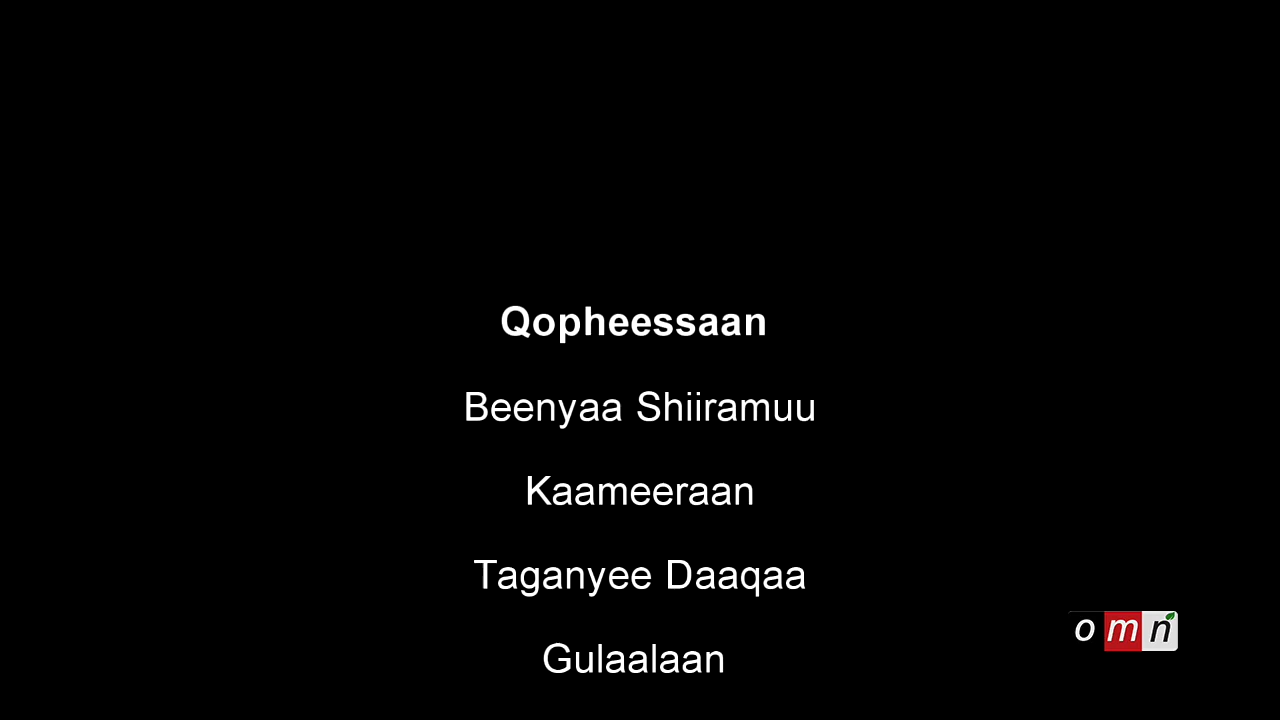 Qopheessaan
Beenyaa Shiiramuu
Kaameeraan
Taganyee Daaqaa
omn
Gulaalaan